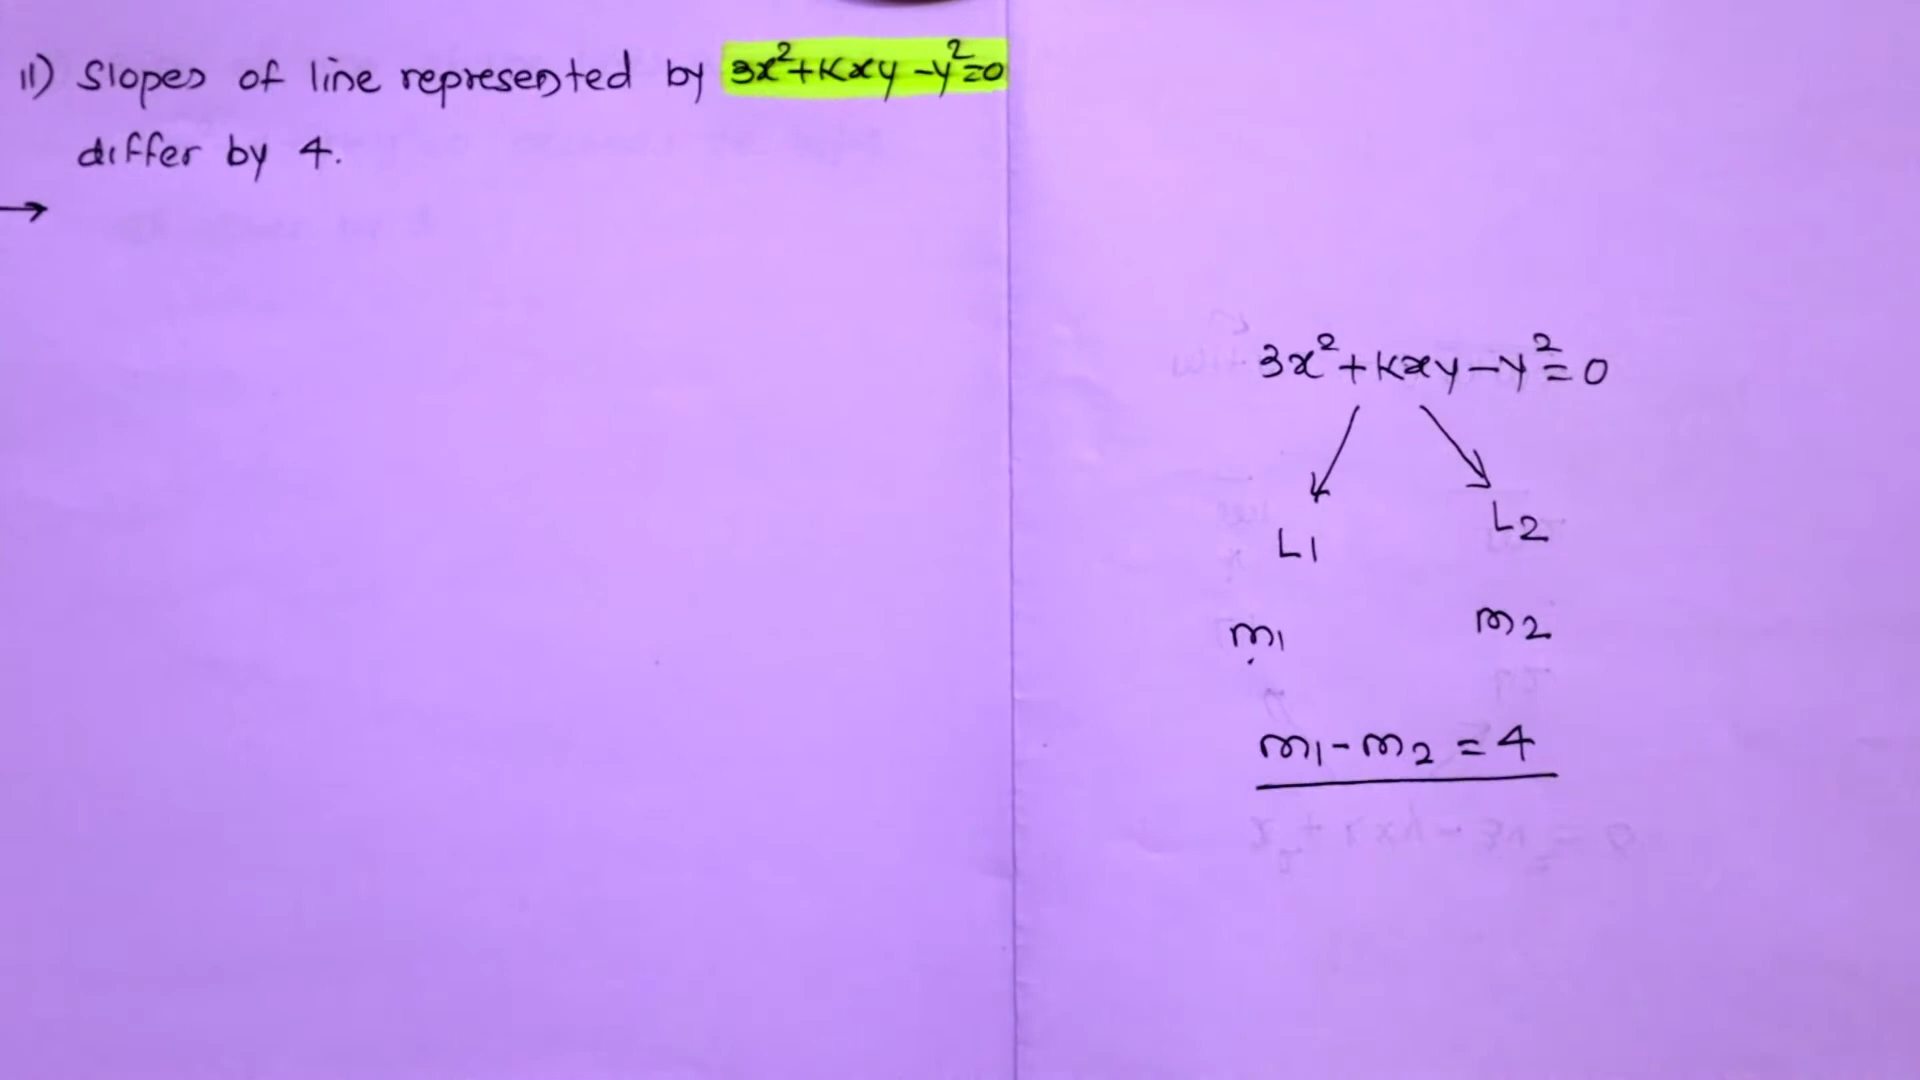 11) Slopes of line represented by 3x²+Kxy-y²=0
differ by 4.
→
3x²+Kxy-y²=0
L1 L2
m1 m2
m1-m2=4